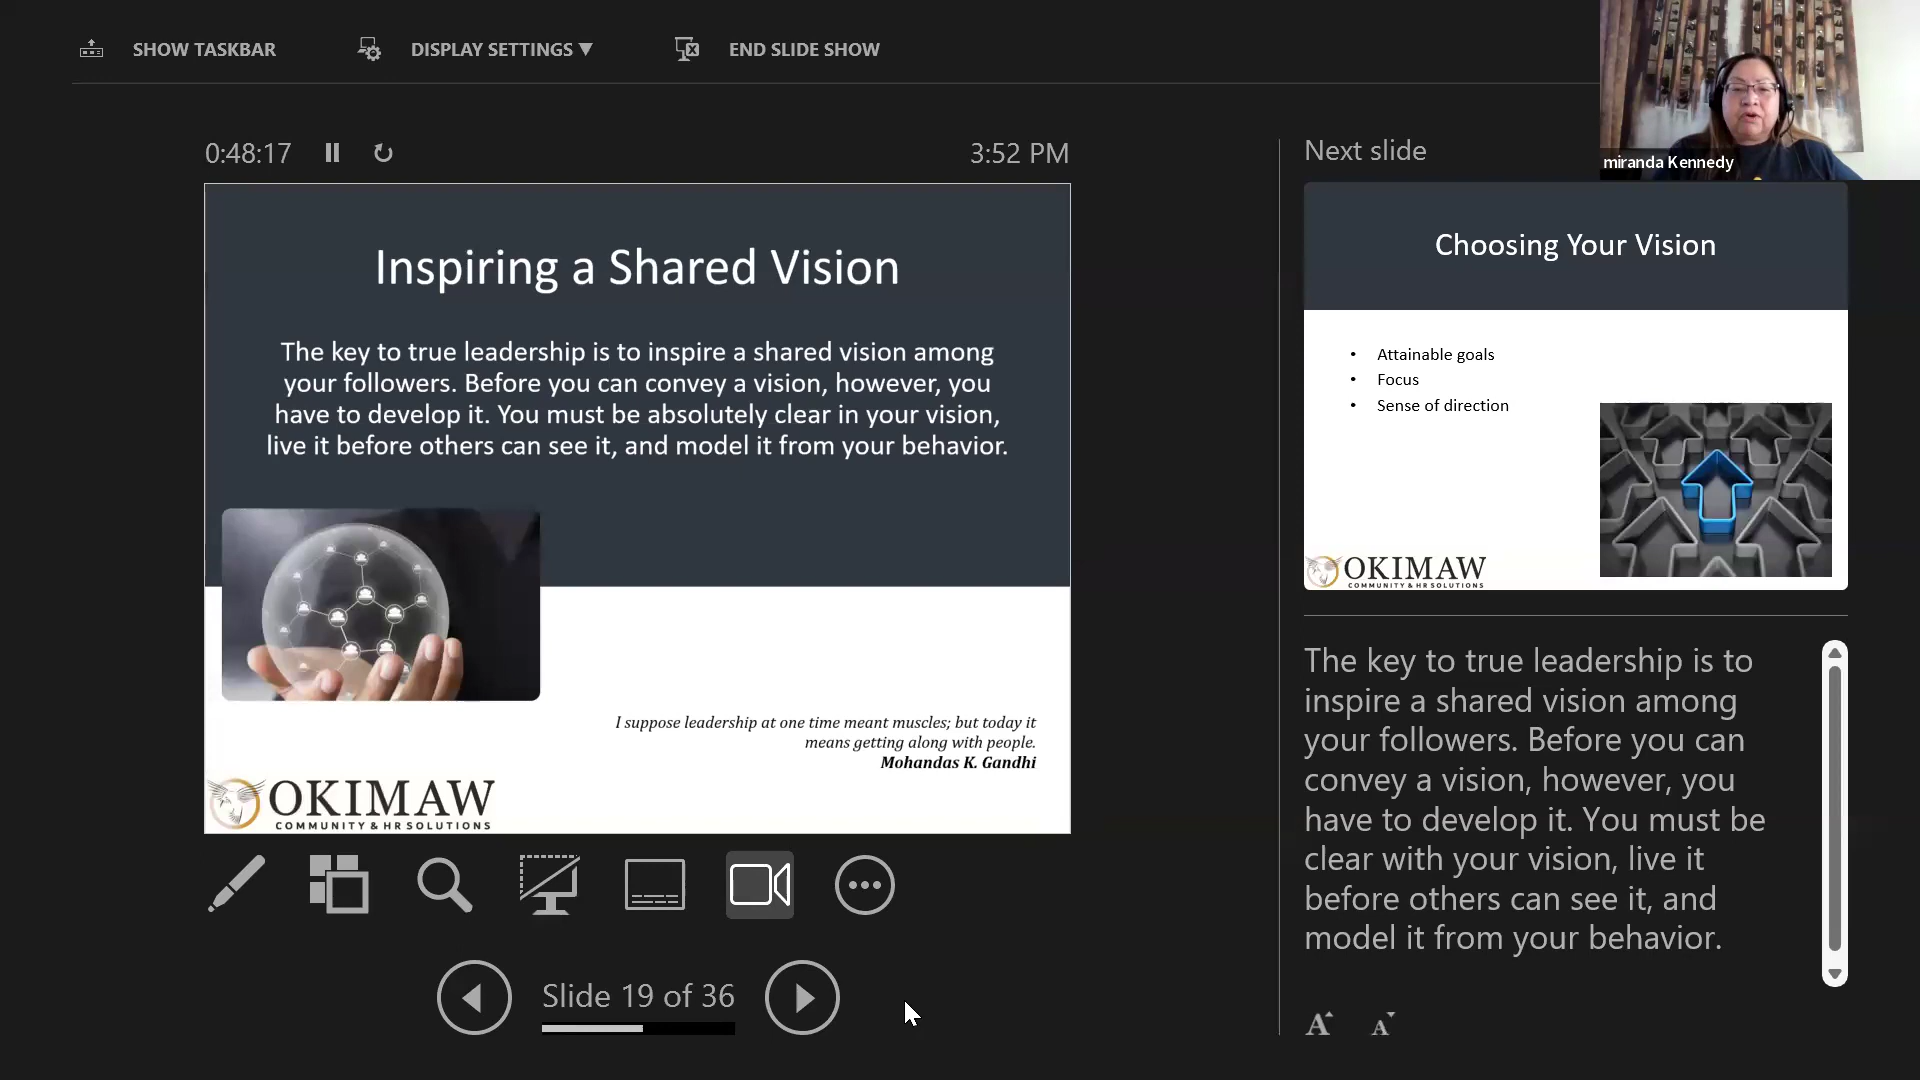 SHOW TASKBAR
DISPLAY SETTINGS ▼
END SLIDE SHOW
miranda Kennedy
0:48:17
3:52 PM
Inspiring a Shared Vision
The key to true leadership is to inspire a shared vision among
your followers. Before you can convey a vision, however, you
have to develop it. You must be absolutely clear in your vision,
live it before others can see it, and model it from your behavior.
I suppose leadership at one time meant muscles; but today it
means getting along with people.
Mohandas K. Gandhi
OKIMAW
COMMUNITY & HR SOLUTIONS
Slide 19 of 36
Next slide
Choosing Your Vision
• Attainable goals
• Focus
• Sense of direction
OKIMAW
COMMUNITY & HR SOLUTIONS
The key to true leadership is to
inspire a shared vision among
your followers. Before you can
convey a vision, however, you
have to develop it. You must be
clear with your vision, live it
before others can see it, and
model it from your behavior.
A A